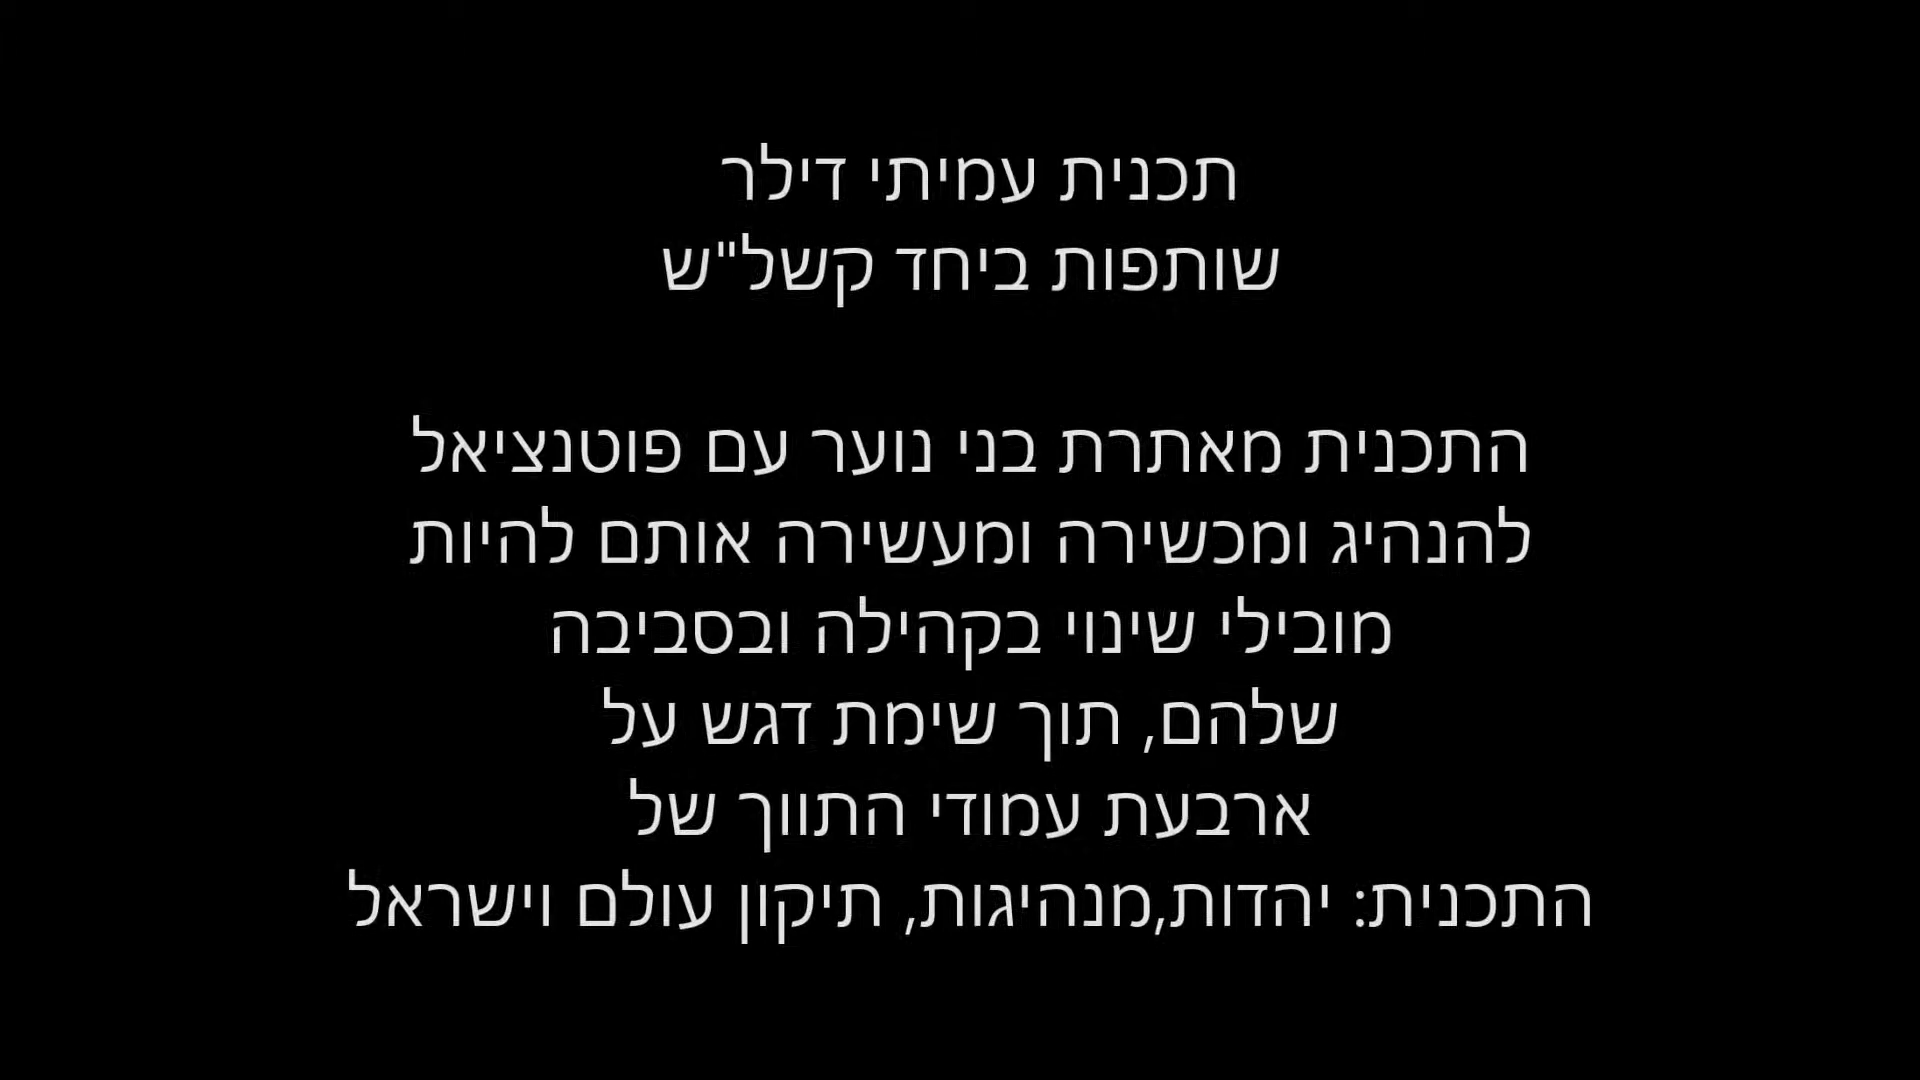 תכנית עמיתי דילר
שותפות ביחד קשל"ש
התכנית מאתרת בני נוער עם פוטנציאל
להנהיג ומכשירה ומעשירה אותם להיות
מובילי שינוי בקהילה ובסביבה
שלהם, תוך שימת דגש על
ארבעת עמודי התווך של
התכנית: יהדות,מנהיגות, תיקון עולם וישראל